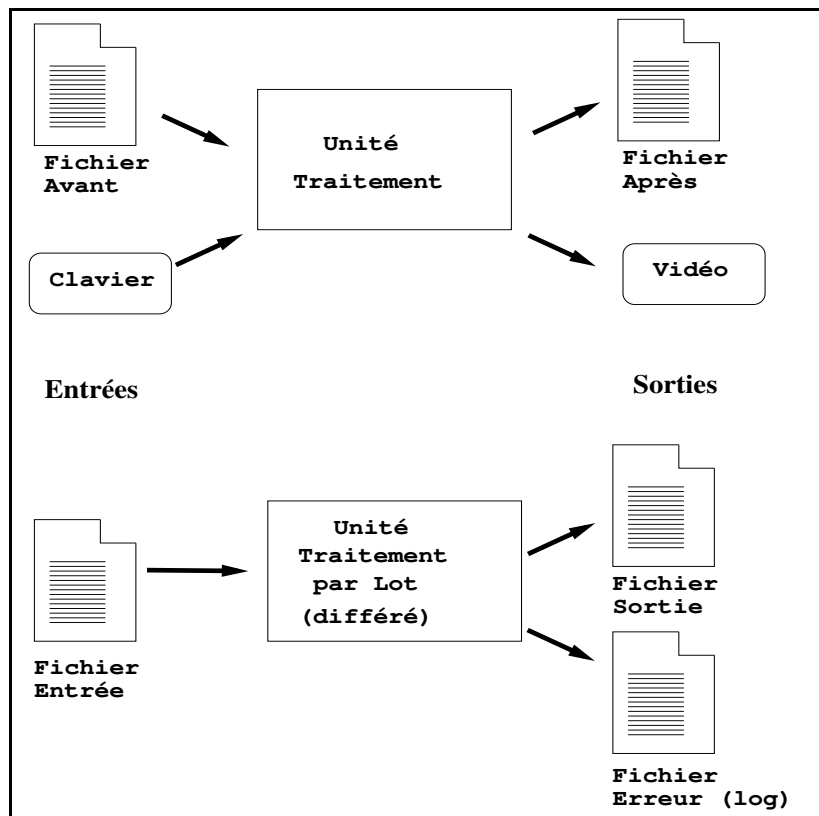 Fichier
Avant
Clavier
Unité
Traitement
Fichier
Après
Vidéo
Entrées
Sorties
Fichier
Entrée
Unité
Traitement
par Lot
(différé)
Fichier
Sortie
Fichier
Erreur (log)